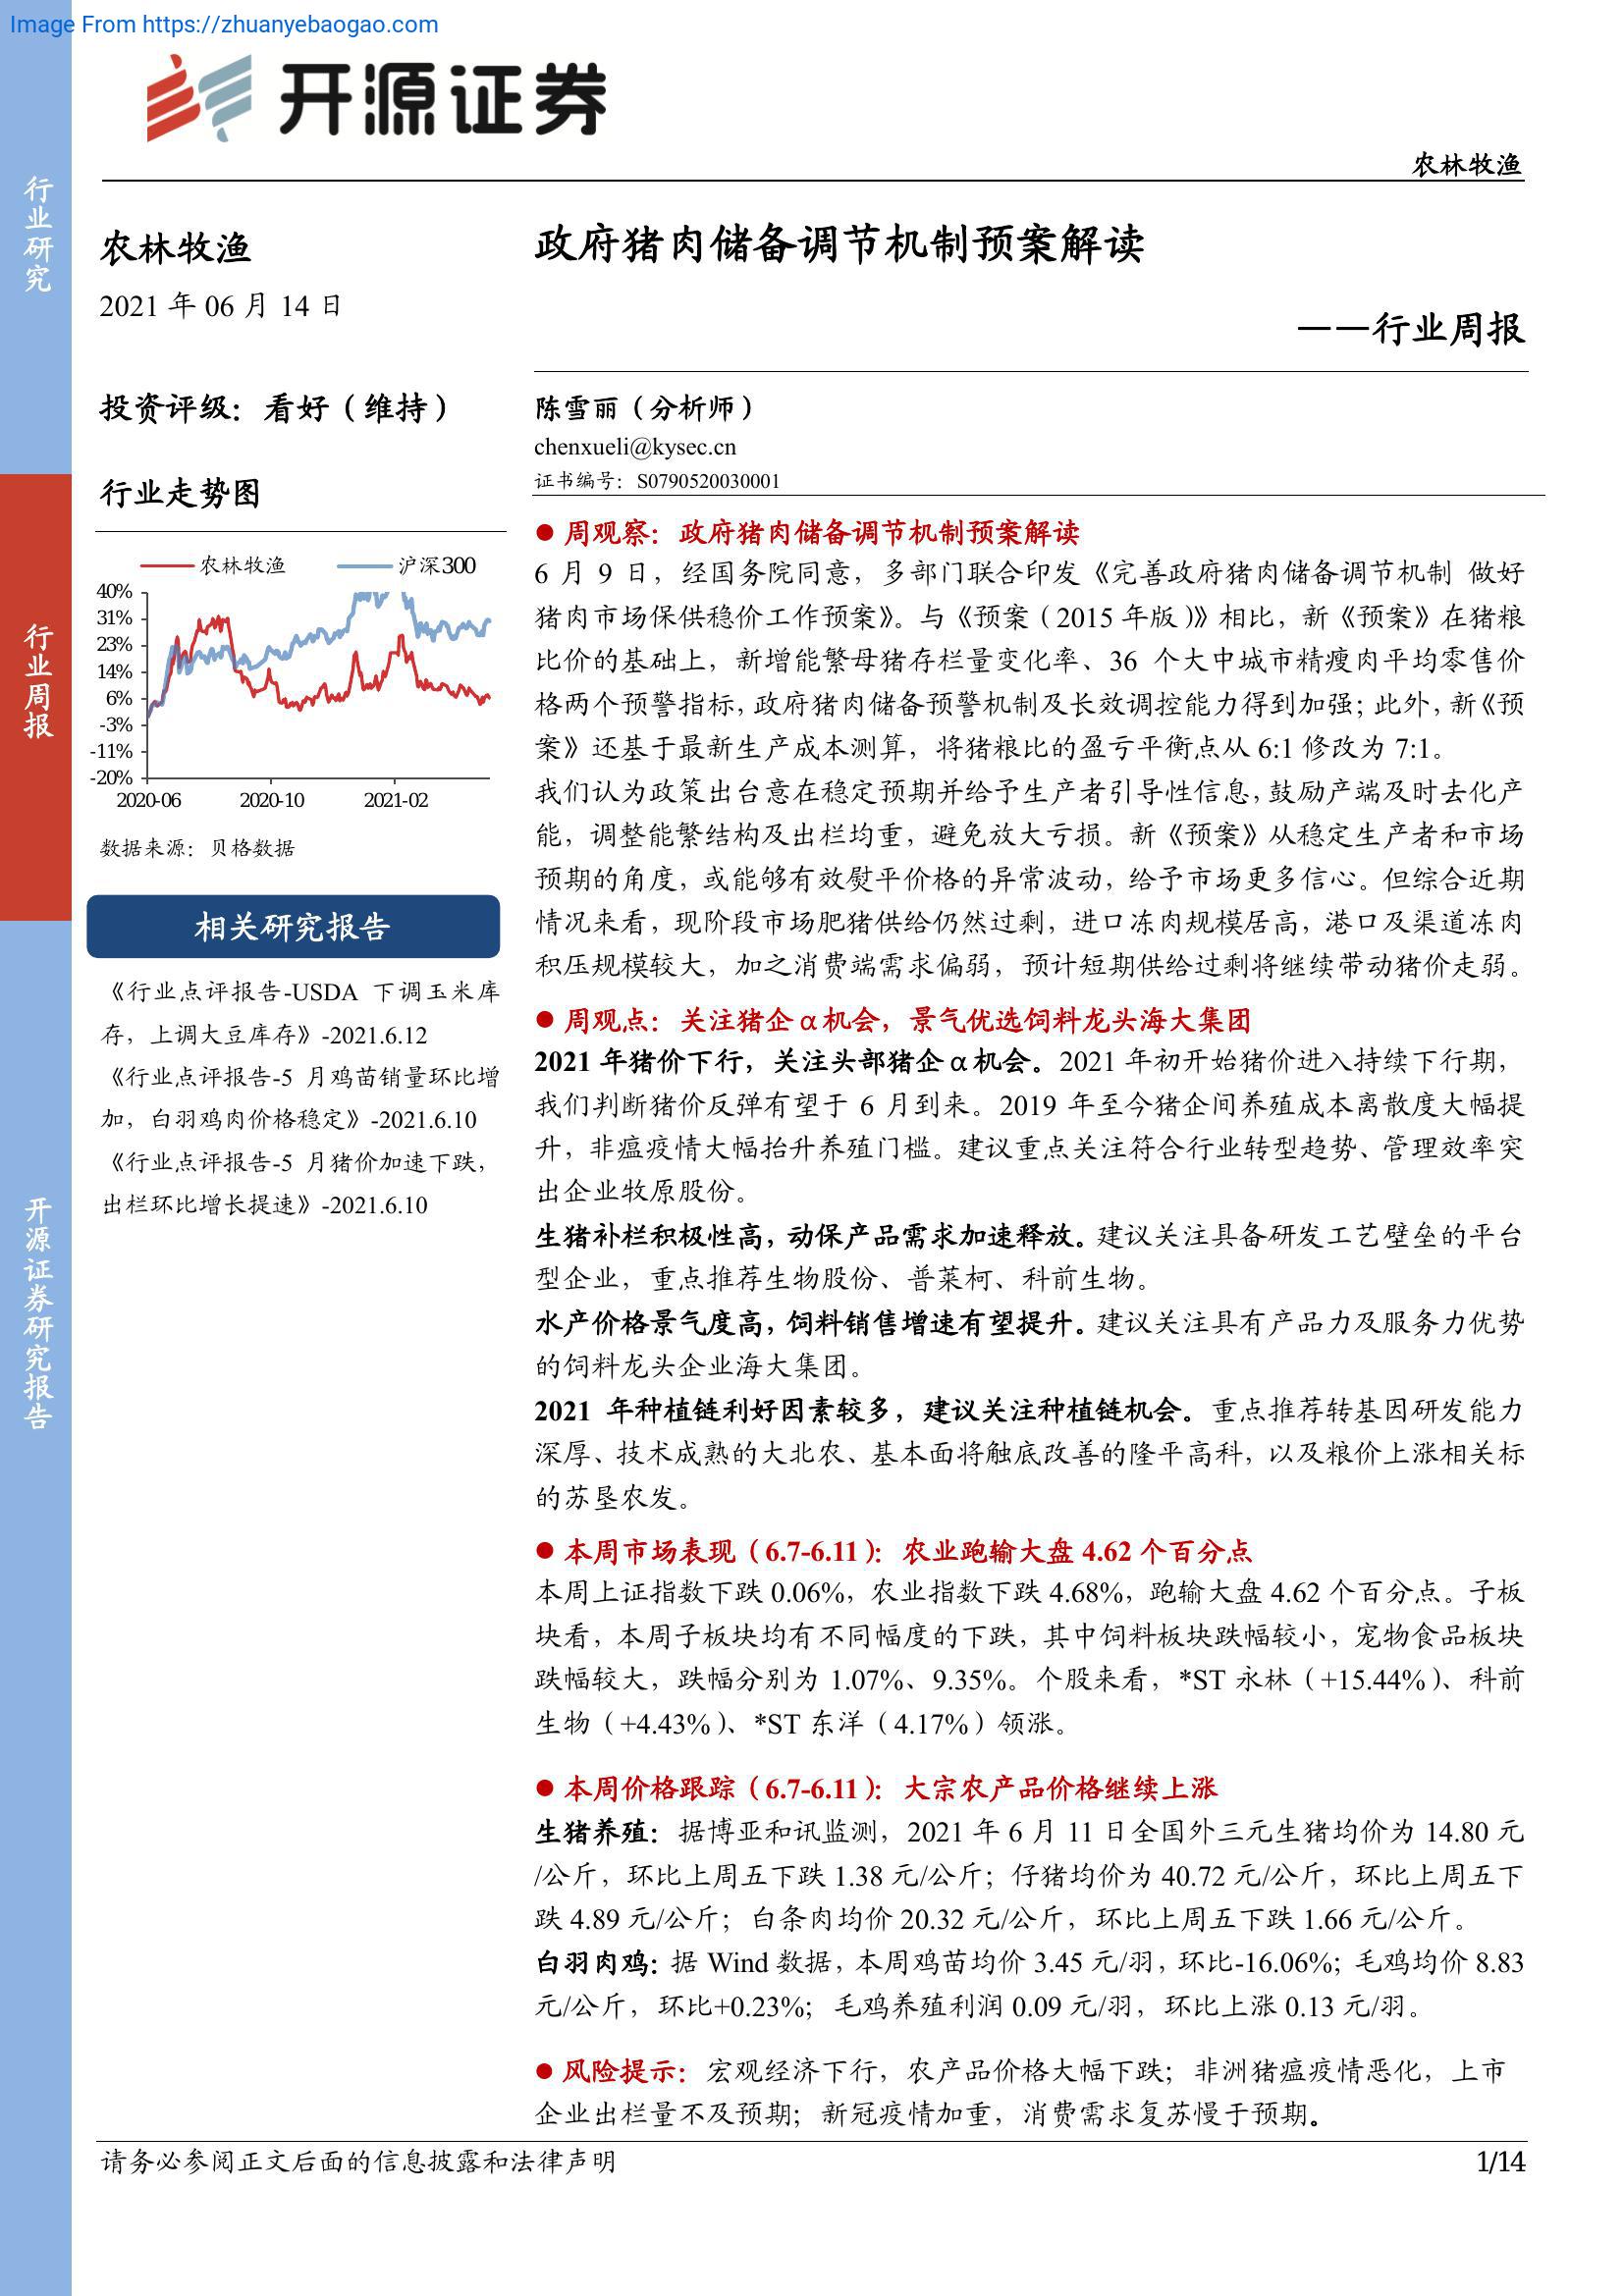 Image From https://zhuanyebaogao.com
开源证券
农林牧渔
行业研究
行业周报
开源证券研究报告
农林牧渔
2021 年 06 月 14 日
投资评级：看好（维持）
行业走势图
农林牧渔 沪深300
40%
31%
23%
14%
6%
-3%
-11%
-20%
2020-06 2020-10 2021-02
数据来源：贝格数据
相关研究报告
《行业点评报告-USDA 下调玉米库
存，上调大豆库存》-2021.6.12
《行业点评报告-5 月鸡苗销量环比增
加，白羽鸡肉价格稳定》-2021.6.10
《行业点评报告-5 月猪价加速下跌，
出栏环比增长提速》-2021.6.10
政府猪肉储备调节机制预案解读
——行业周报
陈雪丽（分析师）
chenxueli@kysec.cn
证书编号：S0790520030001
● 周观察：政府猪肉储备调节机制预案解读
6 月 9 日，经国务院同意，多部门联合印发《完善政府猪肉储备调节机制 做好
猪肉市场保供稳价工作预案》。与《预案（2015 年版）》相比，新《预案》在猪粮
比价的基础上，新增能繁母猪存栏量变化率、36 个大中城市精瘦肉平均零售价
格两个预警指标，政府猪肉储备预警机制及长效调控能力得到加强；此外，新《预
案》还基于最新生产成本测算，将猪粮比的盈亏平衡点从 6:1 修改为 7:1。
我们认为政策出台意在稳定预期并给予生产者引导性信息，鼓励产端及时去化产
能，调整能繁结构及出栏均重，避免放大亏损。新《预案》从稳定生产者和市场
预期的角度，或能够有效熨平价格的异常波动，给予市场更多信心。但综合近期
情况来看，现阶段市场肥猪供给仍然过剩，进口冻肉规模居高，港口及渠道冻肉
积压规模较大，加之消费端需求偏弱，预计短期供给过剩将继续带动猪价走弱。
● 周观点：关注猪企α机会，景气优选饲料龙头海大集团
2021 年猪价下行，关注头部猪企α机会。2021 年初开始猪价进入持续下行期，
我们判断猪价反弹有望于 6 月到来。2019 年至今猪企间养殖成本离散度大幅提
升，非瘟疫情大幅抬升养殖门槛。建议重点关注符合行业转型趋势、管理效率突
出企业牧原股份。
生猪补栏积极性高，动保产品需求加速释放。建议关注具备研发工艺壁垒的平台
型企业，重点推荐生物股份、普莱柯、科前生物。
水产价格景气度高，饲料销售增速有望提升。建议关注具有产品力及服务力优势
的饲料龙头企业海大集团。
2021 年种植链利好因素较多，建议关注种植链机会。重点推荐转基因研发能力
深厚、技术成熟的大北农、基本面将触底改善的隆平高科，以及粮价上涨相关标
的苏垦农发。
● 本周市场表现（6.7-6.11）：农业跑输大盘 4.62 个百分点
本周上证指数下跌 0.06%，农业指数下跌 4.68%，跑输大盘 4.62 个百分点。子板
块看，本周子板块均有不同幅度的下跌，其中饲料板块跌幅较小，宠物食品板块
跌幅较大，跌幅分别为 1.07%、9.35%。个股来看，*ST 永林（+15.44%）、科前
生物（+4.43%）、*ST 东洋（4.17%）领涨。
● 本周价格跟踪（6.7-6.11）：大宗农产品价格继续上涨
生猪养殖：据博亚和讯监测，2021 年 6 月 11 日全国外三元生猪均价为 14.80 元
/公斤，环比上周五下跌 1.38 元/公斤；仔猪均价为 40.72 元/公斤，环比上周五下
跌 4.89 元/公斤；白条肉均价 20.32 元/公斤，环比上周五下跌 1.66 元/公斤。
白羽肉鸡：据 Wind 数据，本周鸡苗均价 3.45 元/羽，环比-16.06%；毛鸡均价 8.83
元/公斤，环比+0.23%；毛鸡养殖利润 0.09 元/羽，环比上涨 0.13 元/羽。
● 风险提示：宏观经济下行，农产品价格大幅下跌；非洲猪瘟疫情恶化，上市
企业出栏量不及预期；新冠疫情加重，消费需求复苏慢于预期。
请务必参阅正文后面的信息披露和法律声明
1/14